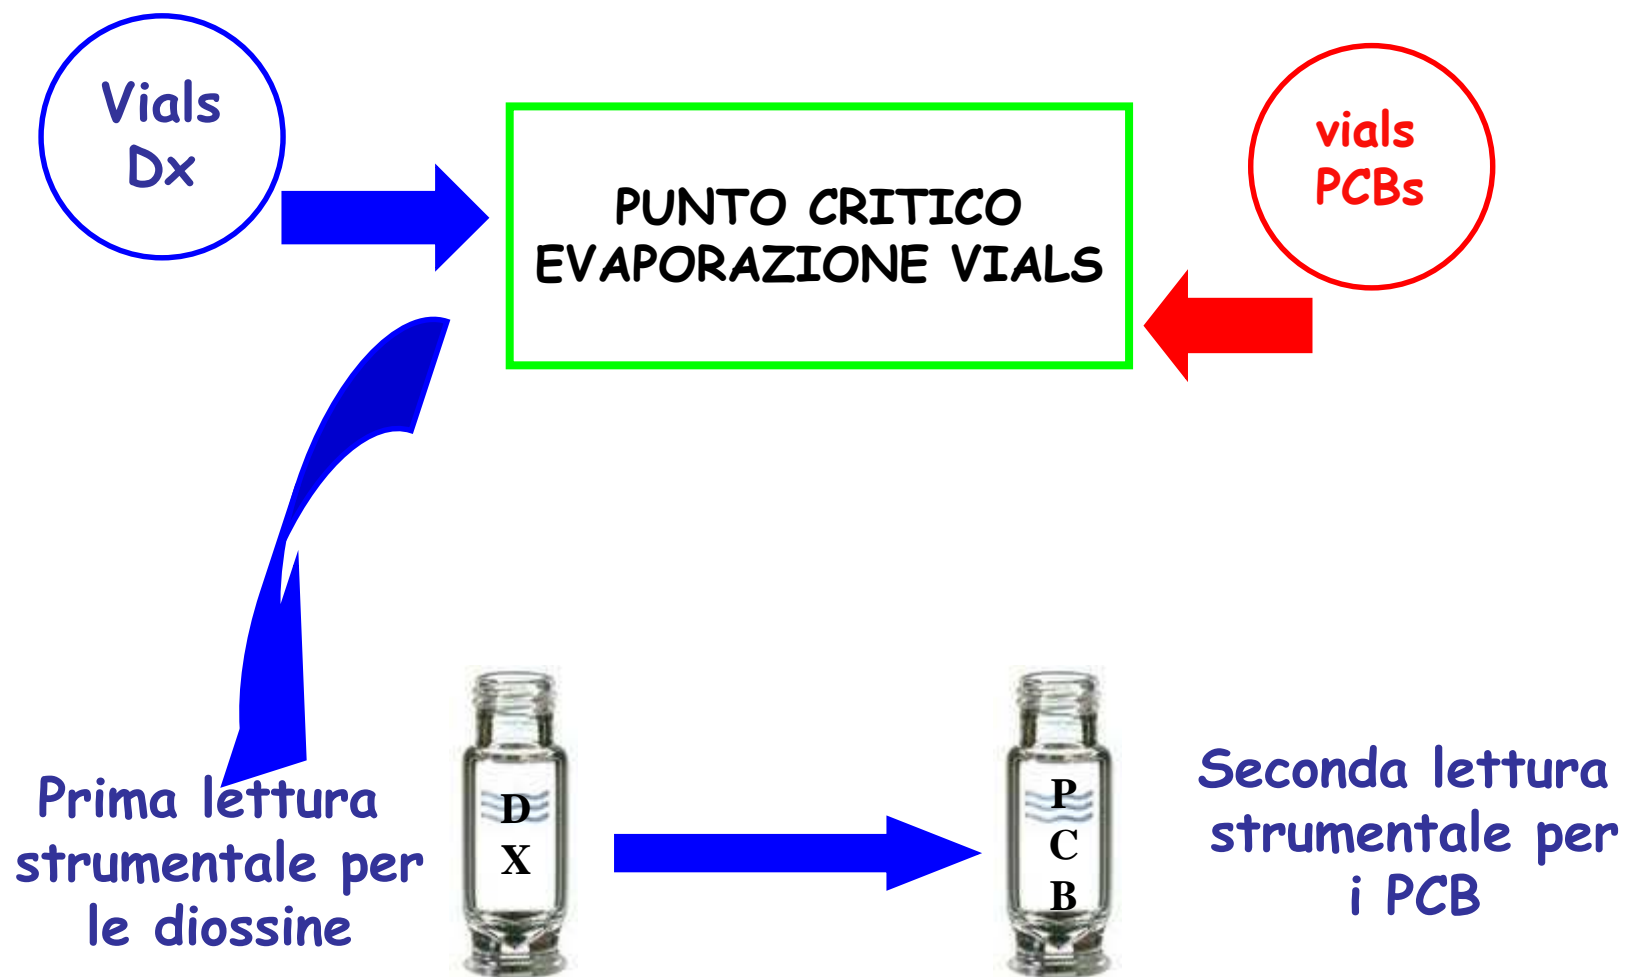 Vials
Dx
PUNTO CRITICO
EVAPORAZIONE VIALS
vials
PCBs
Prima lettura
strumentale per
le diossine
D
X
P
C
B
Seconda lettura
strumentale per
i PCB